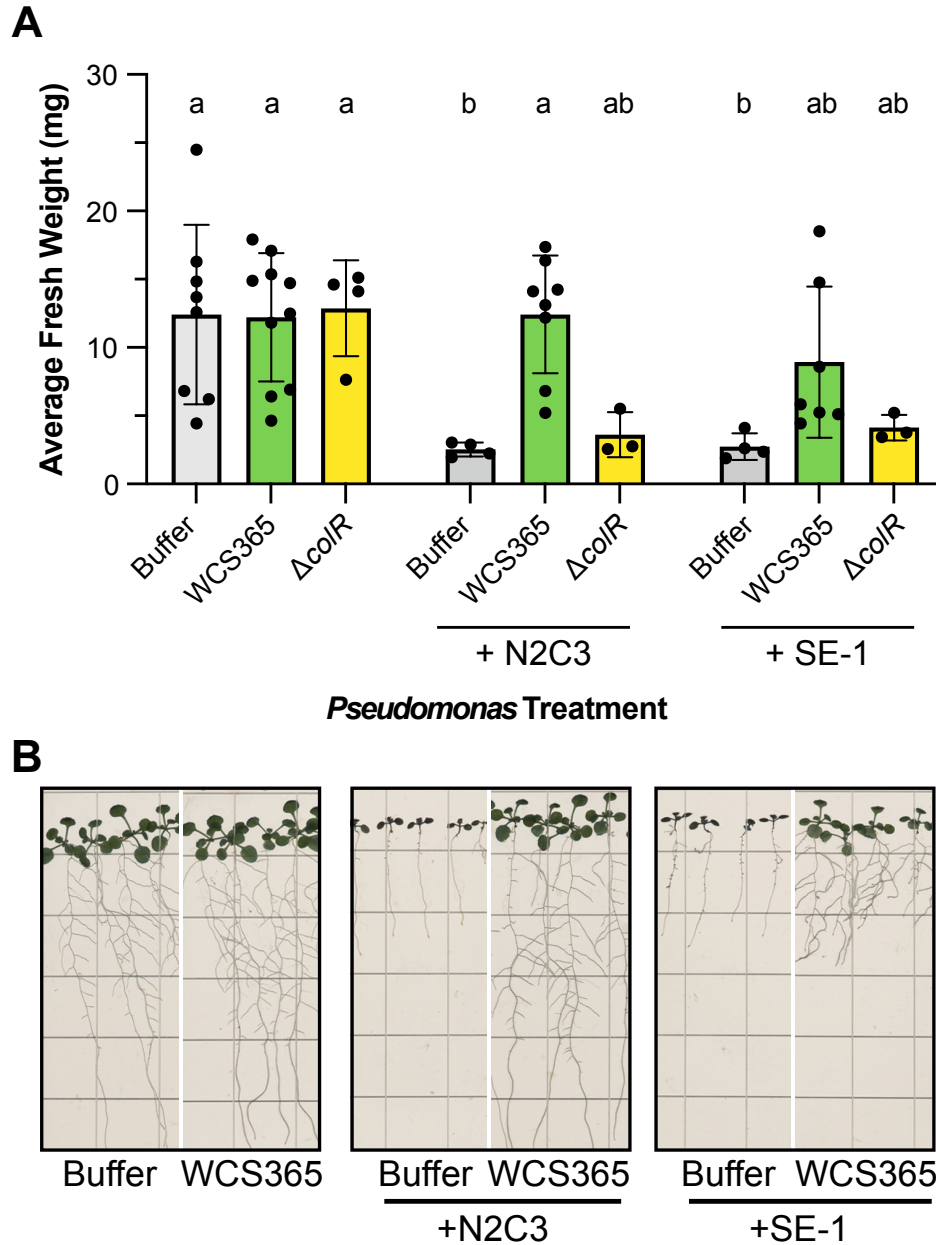 A
Average Fresh Weight (mg)
30
20
10
0
a a a b a ab b ab ab
Buffer WCS365 ΔcolR Buffer WCS365 ΔcolR Buffer WCS365 ΔcolR
+ N2C3 + SE-1
Pseudomonas Treatment
B
Buffer WCS365 Buffer WCS365 Buffer WCS365
+N2C3 +SE-1